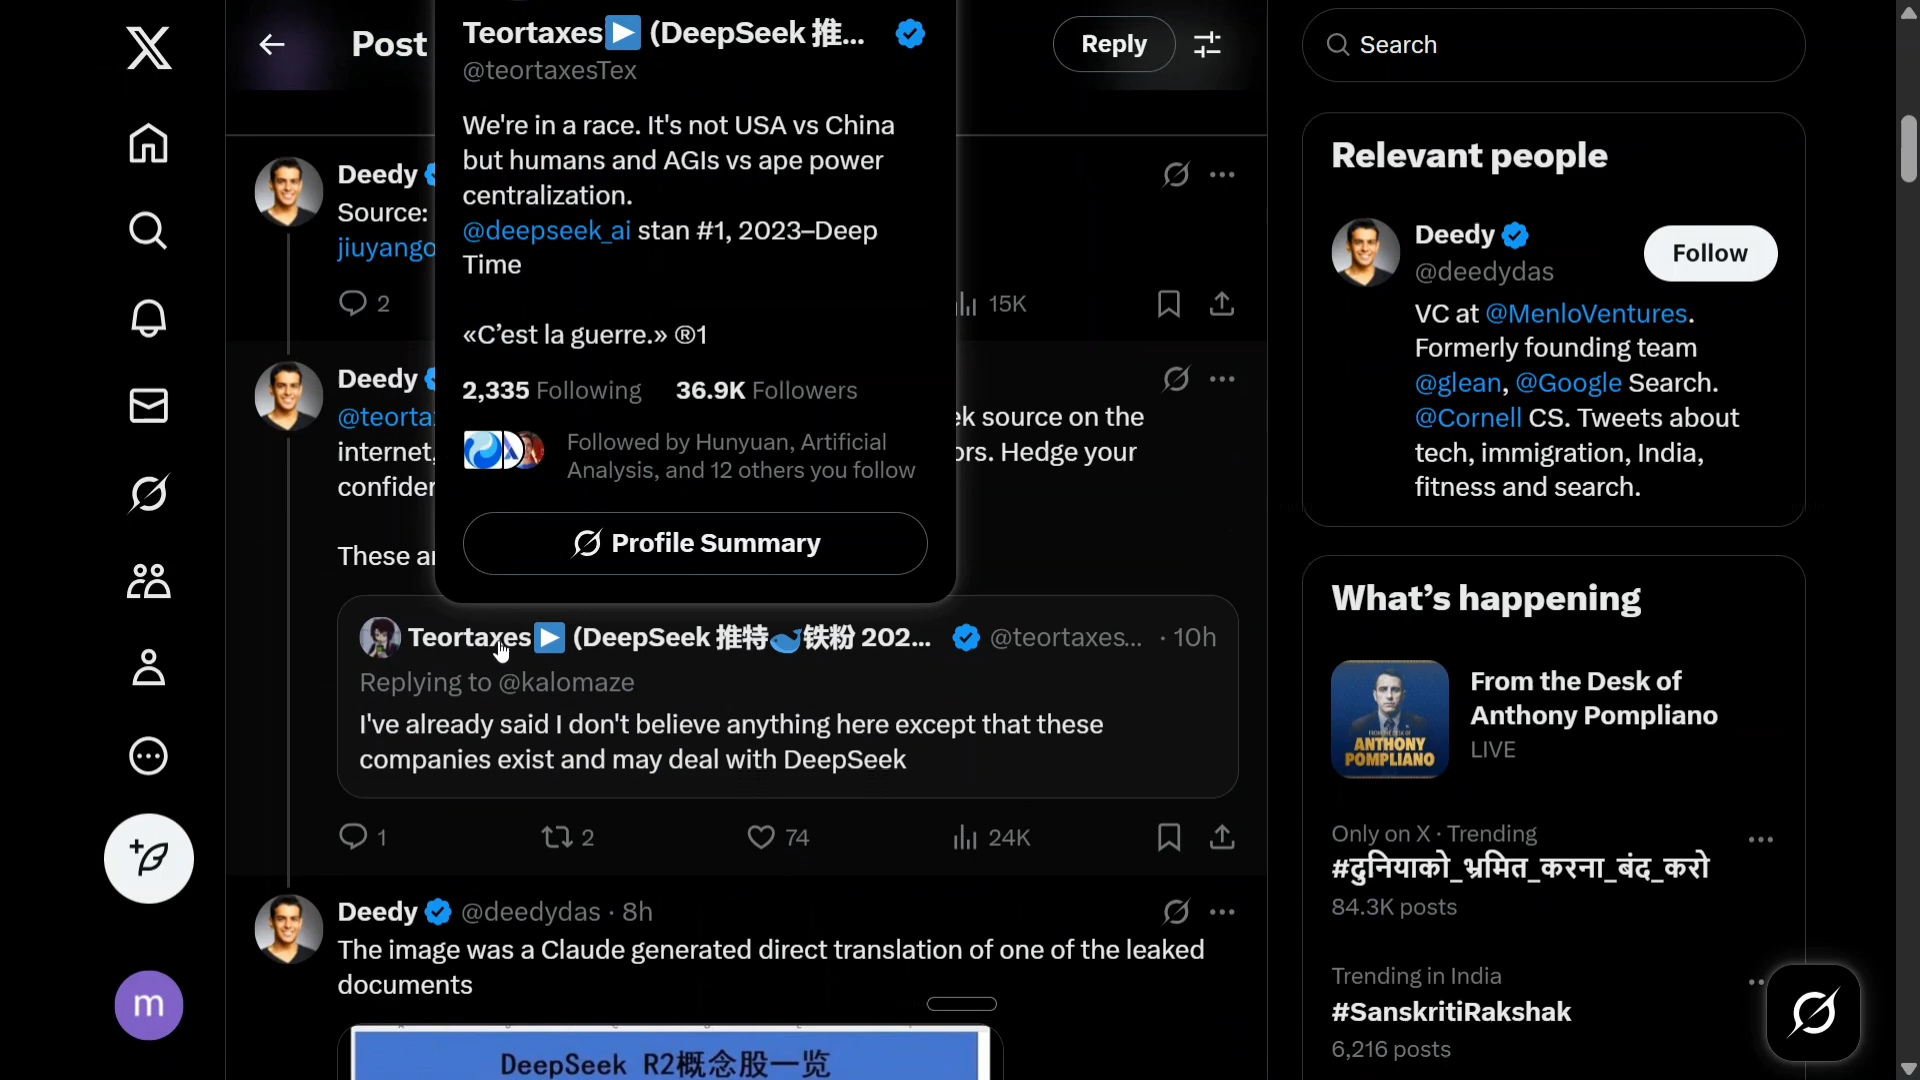 Post
Reply
Search
Teortaxes▶️ (DeepSeek 推...
@teortaxesTex
We're in a race. It's not USA vs China
but humans and AGIs vs ape power
centralization.
@deepseek_ai stan #1, 2023–Deep
Time
«C’est la guerre.» ®1
2,335 Following 36.9K Followers
Followed by Hunyuan, Artificial
Analysis, and 12 others you follow
Profile Summary
Deedy
Source:
jiuyango
2
15K
Deedy
@teorta
ek source on the
internet,
ors. Hedge your
confider
These ar
Teortaxes▶️ (DeepSeek 推特🐋铁粉 202... @teortaxes... · 10h
Replying to @kalomaze
I've already said I don't believe anything here except that these
companies exist and may deal with DeepSeek
1 2 74 24K
Deedy @deedydas · 8h
The image was a Claude generated direct translation of one of the leaked
documents
DeepSeek R2概念股一览
m
Relevant people
Deedy
@deedydas
Follow
VC at @MenloVentures.
Formerly founding team
@glean, @Google Search.
@Cornell CS. Tweets about
tech, immigration, India,
fitness and search.
What’s happening
ANTHONY
POMPLIANO
From the Desk of
Anthony Pompliano
LIVE
Only on X · Trending
#दुनियाको_भ्रमित_करना_बंद_करो
84.3K posts
Trending in India
#SanskritiRakshak
6,216 posts